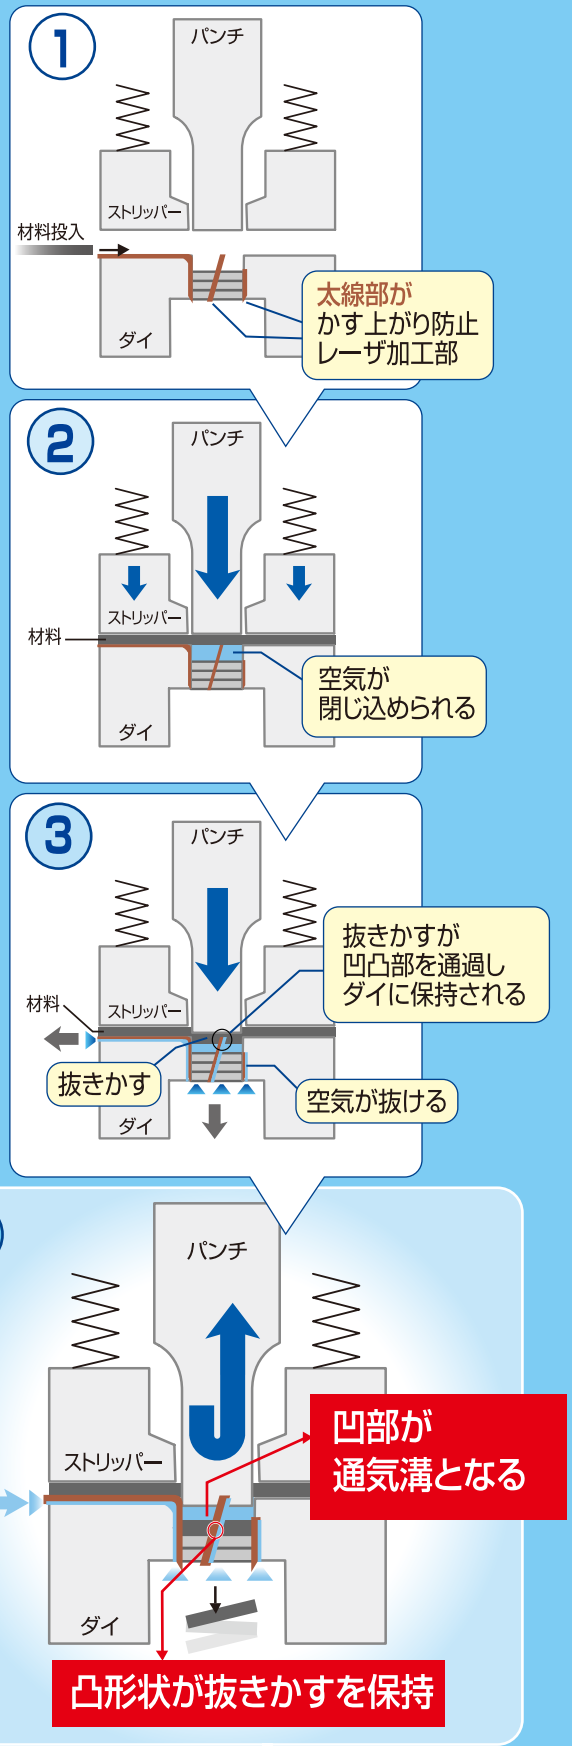 1
パンチ
ストリッパー
材料投入
太線部が
かす上がり防止
レーザ加工部
ダイ
2
パンチ
ストリッパー
材料
空気が
閉じ込められる
ダイ
3
パンチ
抜きかすが
凹凸部を通過し
ダイに保持される
材料
ストリッパー
抜きかす
空気が抜ける
ダイ
パンチ
凹部が
通気溝となる
ストリッパー
ダイ
凸形状が抜きかすを保持